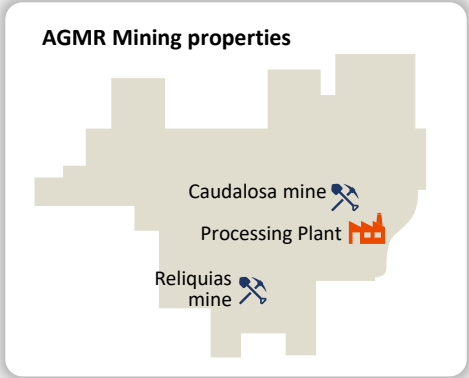 AGMR Mining properties
Caudalosa mine
Processing Plant
Reliquias
mine